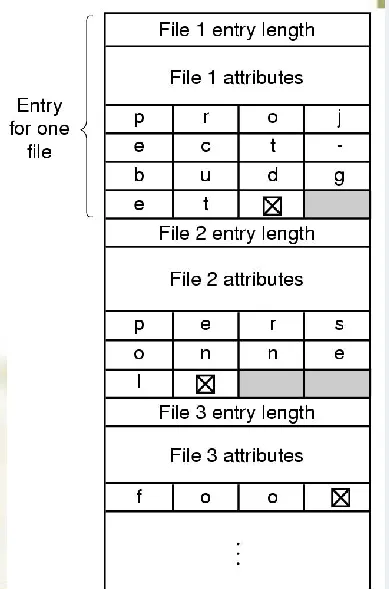 File 1 entry length
File 1 attributes
Entry
for one
file
p r o j
e c t -
b u d g
e t ☒
File 2 entry length
File 2 attributes
p e r s
o n n e
l ☒
File 3 entry length
File 3 attributes
f o o ☒
⋮